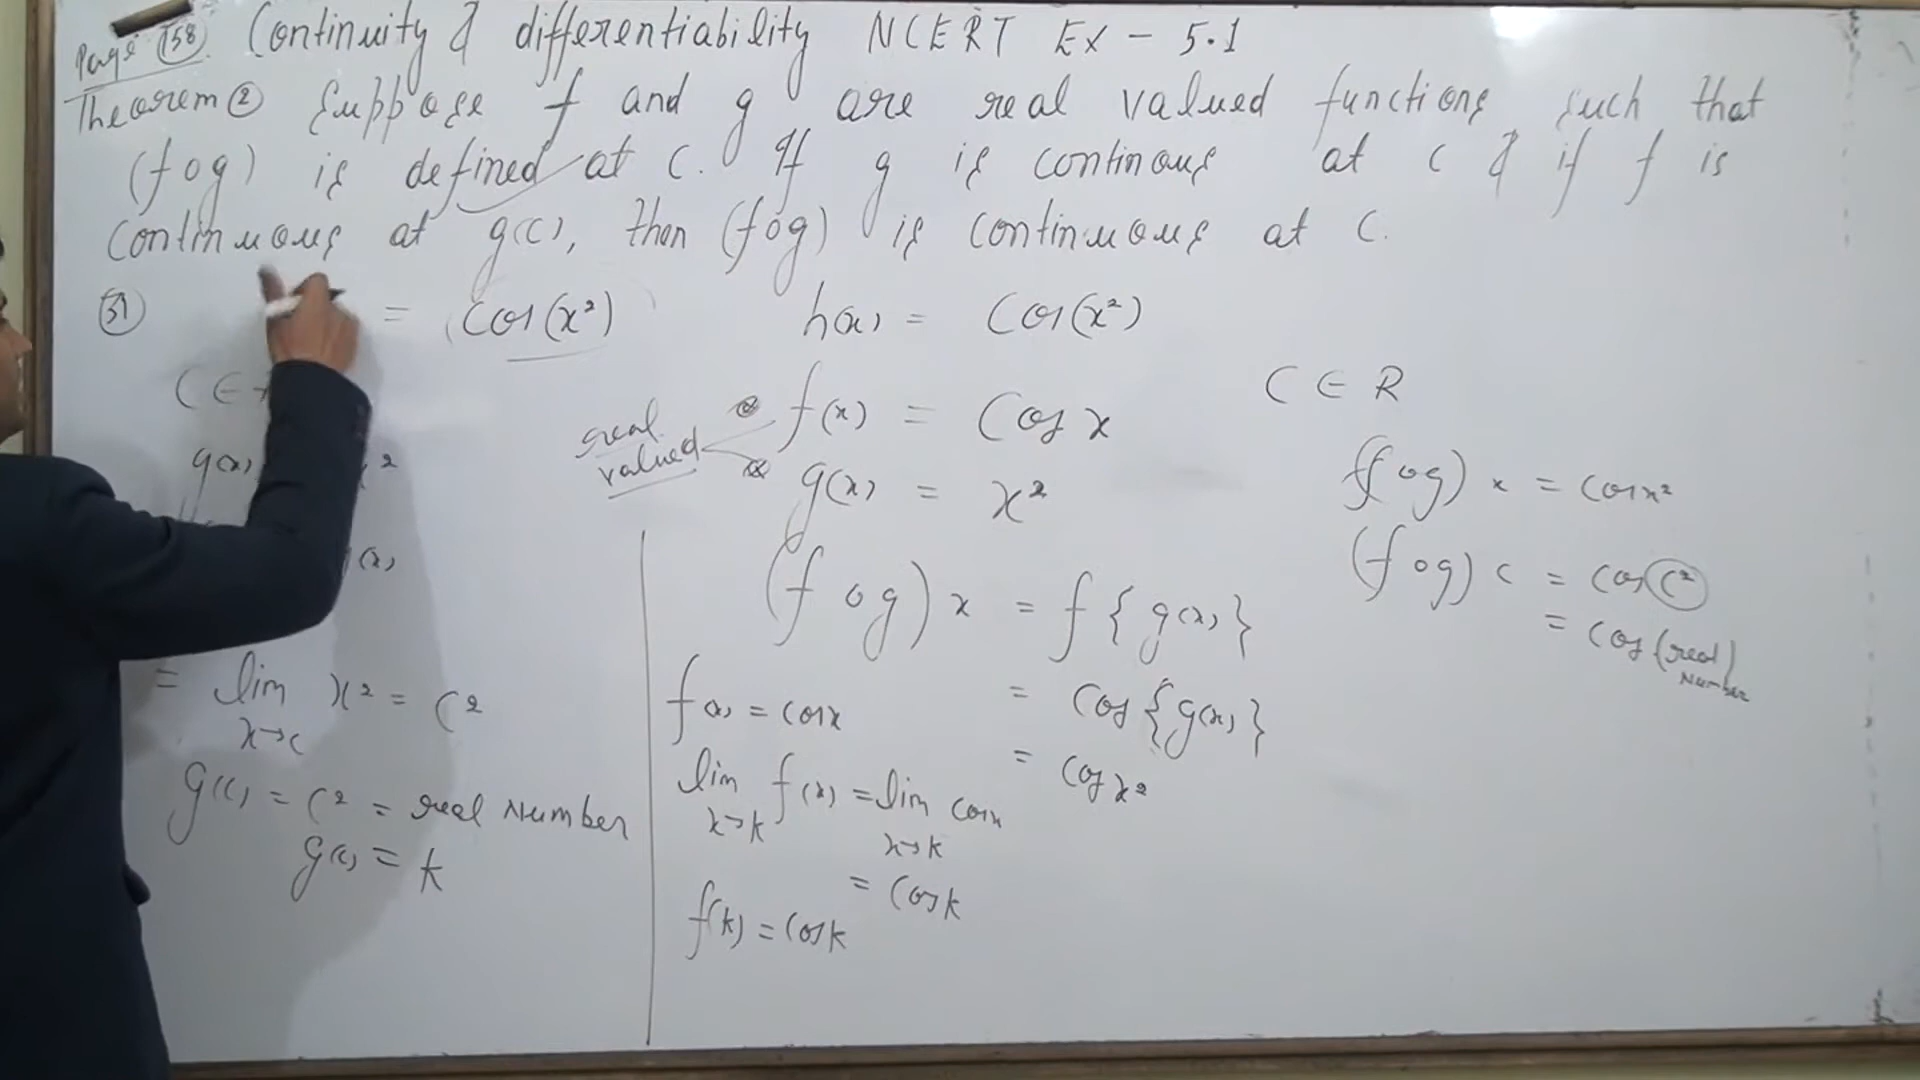 Page 158. Continuity & differentiability NCERT Ex - 5.1
Theorem ② Suppose f and g are real valued functions such that
(fog) is defined at c. If g is continous at c & if f is
continuous at g(c), then (fog) is continuous at c.
31 = Cos(x²)
h(x) = Cos(x²)
C ∈
g(x) ²
(x)
= lim x² = C²
x→c
g(c) = C² = real Number
g(c) = k
real valued
f(x) = Cos x
g(x) = x²
(f o g) x = f{g(x)}
= Cos{g(x)}
= Cos x²
f(x) = cos x
lim f(x) = lim cos x
x→k x→k
= Cos k
f(k) = Cos k
C ∈ R
(f o g) x = cos x²
(f o g) c = Cos C²
= Cos (real Number)